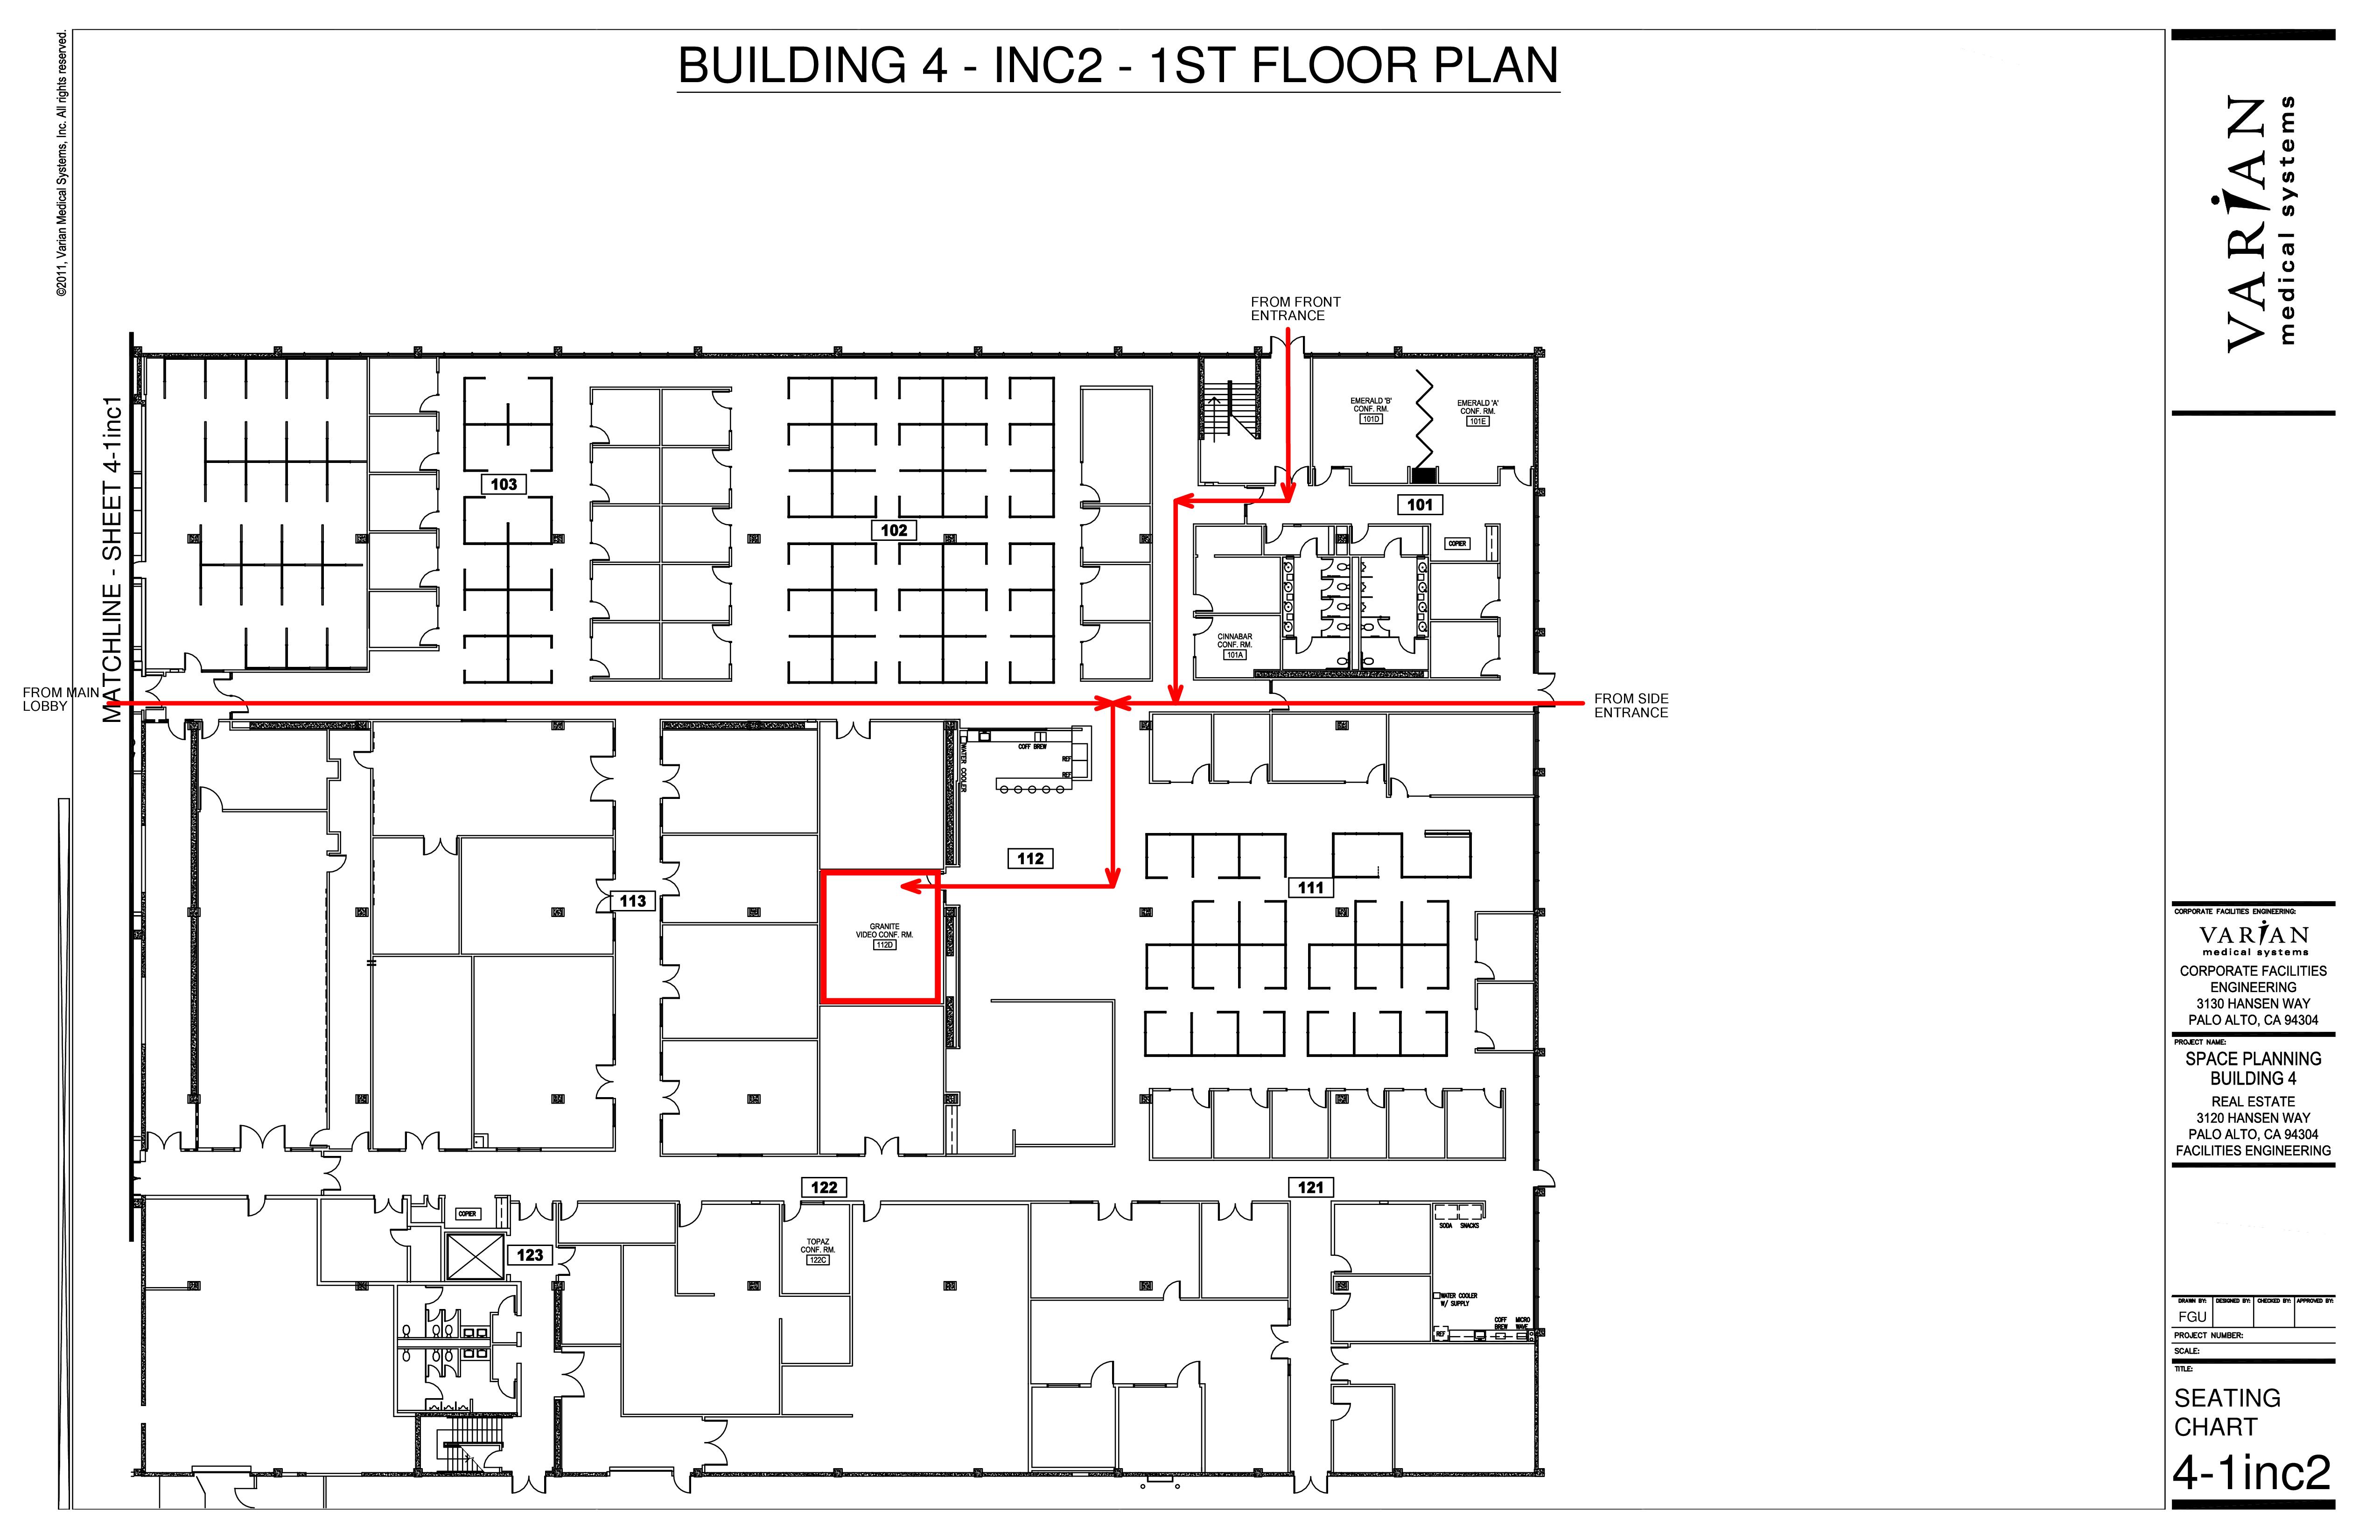 BUILDING 4 - INC2 - 1ST FLOOR PLAN
©2011, Varian Medical Systems, Inc. All rights reserved.
MATCHLINE - SHEET 4-1inc1
FROM FRONT
ENTRANCE
EMERALD 'B'
CONF. RM.
101D
EMERALD 'A'
CONF. RM.
101E
103
102
101
COPIER
CINNABAR
CONF. RM.
101A
FROM MAIN
LOBBY
FROM SIDE
ENTRANCE
WATER COOLER
COFF BREW
REF
REF
112
111
113
GRANITE
VIDEO CONF. RM.
112D
122
121
COPIER
123
TOPAZ
CONF. RM.
122C
SODA SNACKS
WATER COOLER
W/ SUPPLY
COFF
BREW
MICRO
WAVE
REF
VARIAN
medical systems
CORPORATE FACILITIES ENGINEERING:
VARIAN
medical systems
CORPORATE FACILITIES
ENGINEERING
3130 HANSEN WAY
PALO ALTO, CA 94304
PROJECT NAME:
SPACE PLANNING
BUILDING 4
REAL ESTATE
3120 HANSEN WAY
PALO ALTO, CA 94304
FACILITIES ENGINEERING
DRAWN BY: DESIGNED BY: CHECKED BY: APPROVED BY:
FGU
PROJECT NUMBER:
SCALE:
TITLE:
SEATING
CHART
4-1inc2